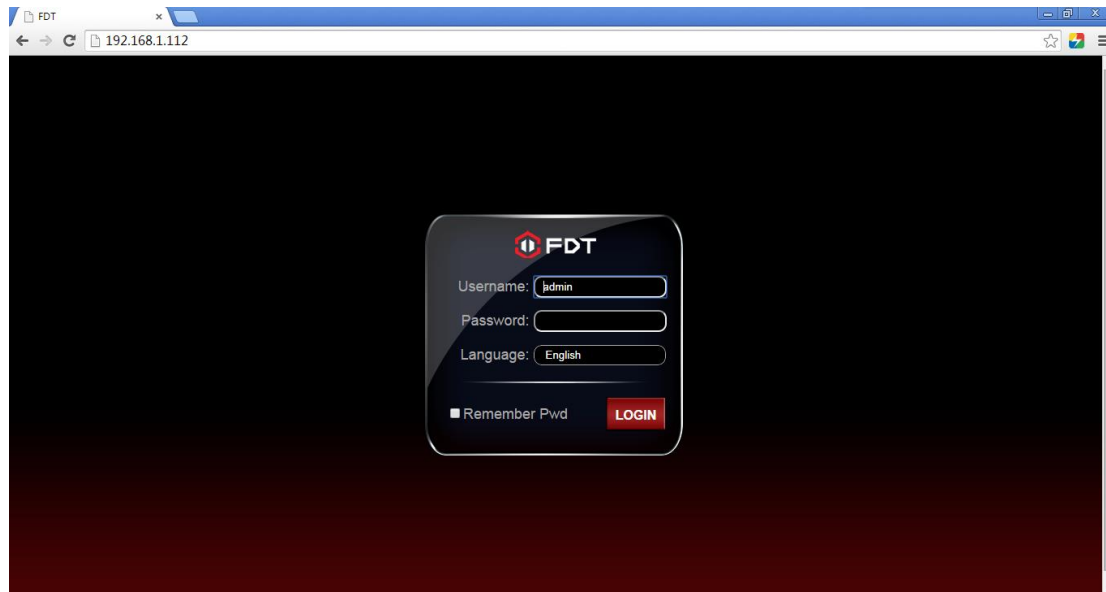 FDT
192.168.1.112
FDT
Username: admin
Password:
Language: English
Remember Pwd LOGIN